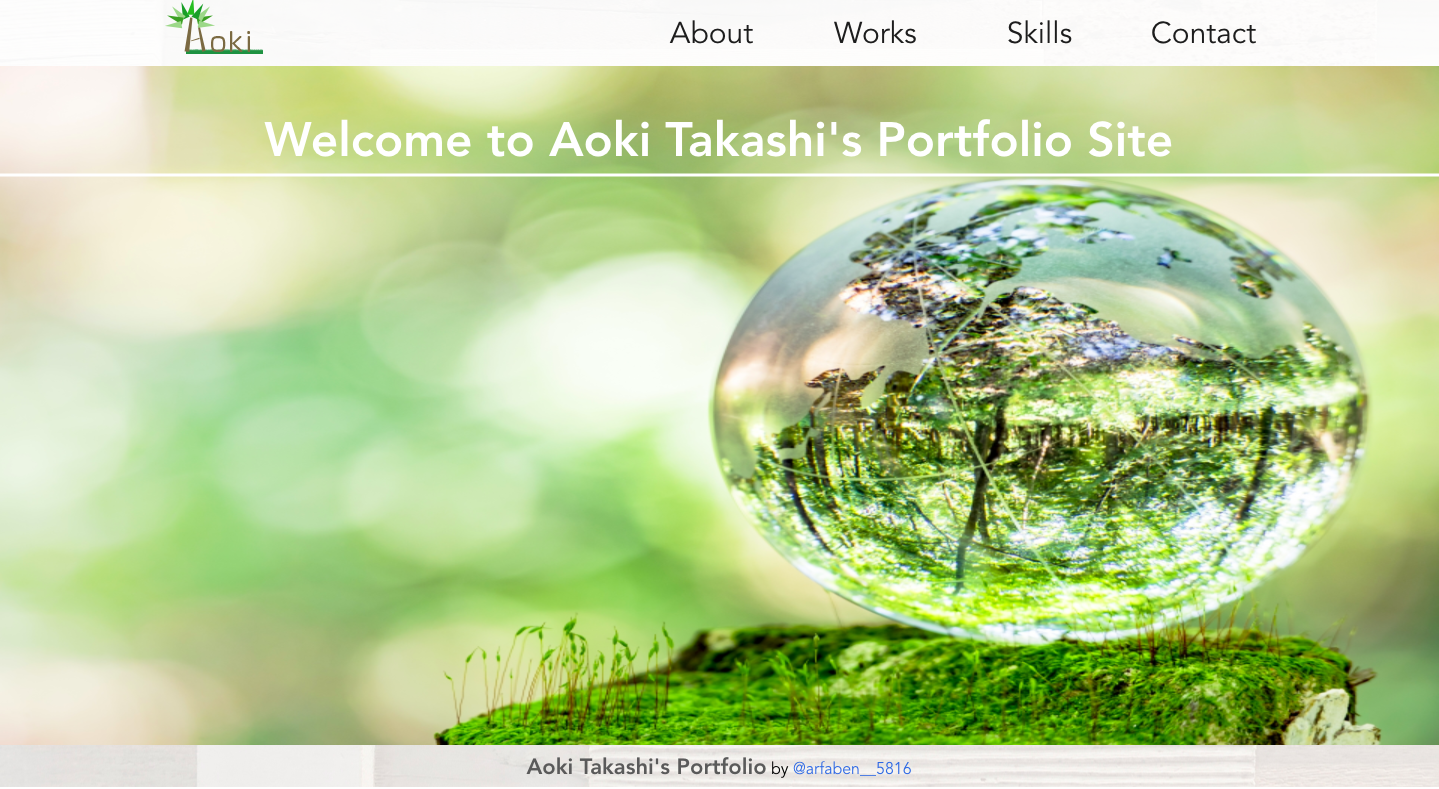 Aoki
About Works Skills Contact
Welcome to Aoki Takashi's Portfolio Site
Aoki Takashi's Portfolio by @arfaben__5816